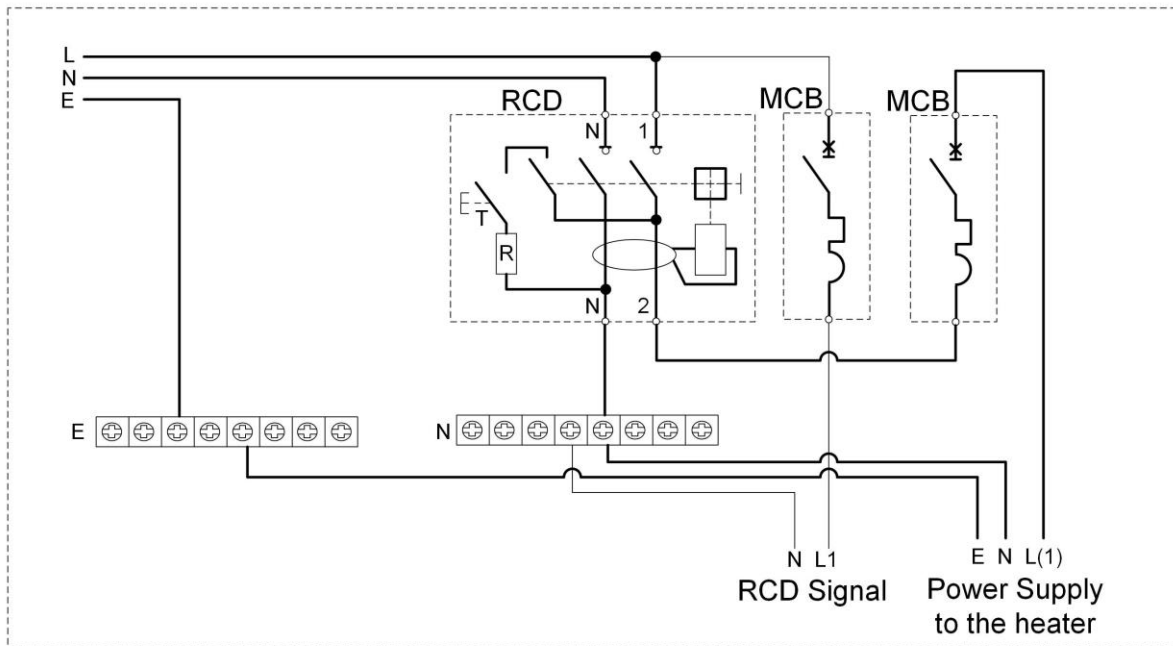 L
N
E
RCD
MCB
MCB
N
1
T
R
N
2
E
N
N L1
RCD Signal
E N L(1)
Power Supply
to the heater